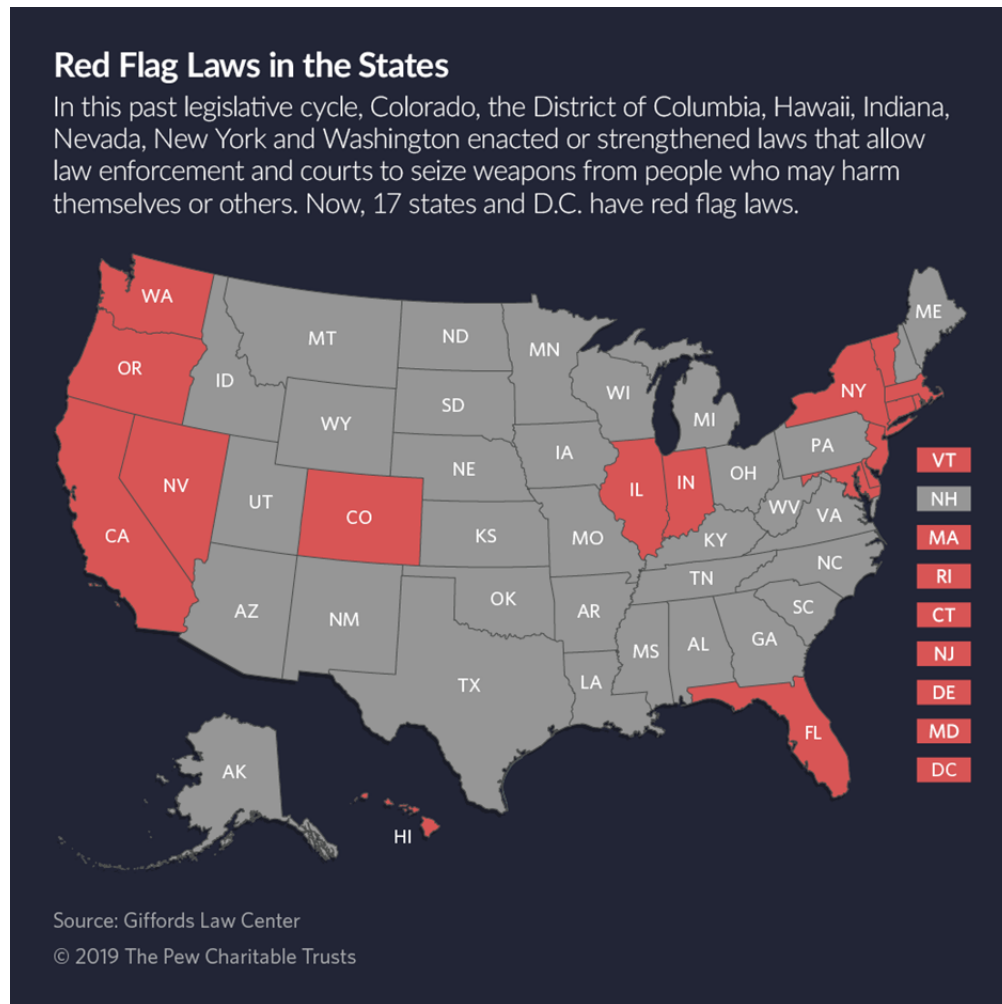 Red Flag Laws in the States
In this past legislative cycle, Colorado, the District of Columbia, Hawaii, Indiana,
Nevada, New York and Washington enacted or strengthened laws that allow
law enforcement and courts to seize weapons from people who may harm
themselves or others. Now, 17 states and D.C. have red flag laws.
WA
MT
ND
MN
ME
OR
ID
SD
WI
MI
NY
WY
IA
PA
NV
UT
CO
NE
IL
IN
OH
VT
NH
CA
KS
MO
KY
WV
VA
MA
AZ
NM
OK
AR
TN
NC
RI
TX
LA
MS
AL
GA
SC
CT
NJ
DE
FL
MD
AK
DC
HI
Source: Giffords Law Center
© 2019 The Pew Charitable Trusts